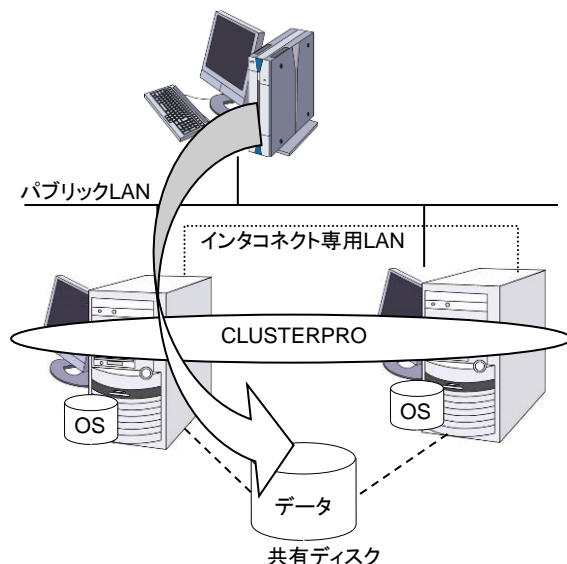 パブリックLAN
インタコネクト専用LAN
CLUSTERPRO
OS
OS
データ
共有ディスク